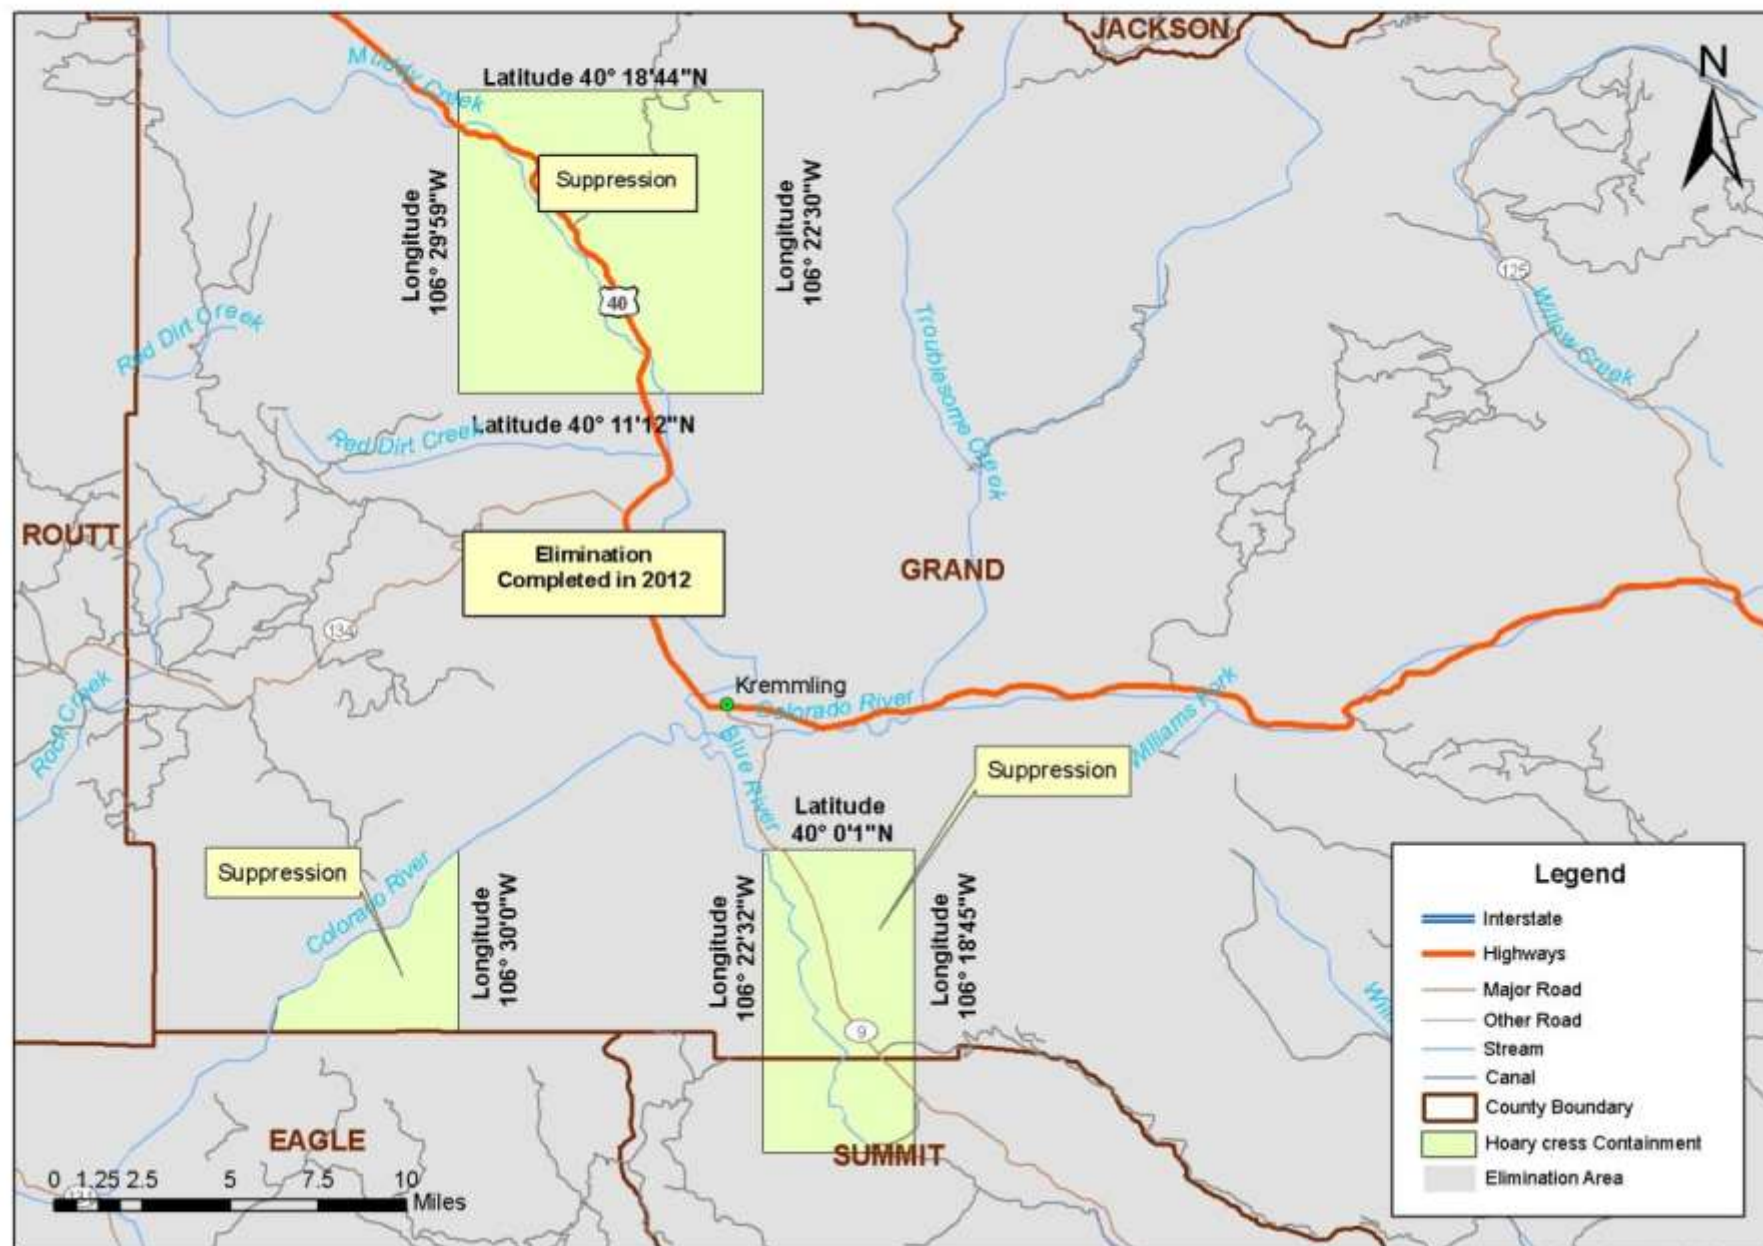 JACKSON
N
Muddy Creek
Latitude 40° 18'44"N
Suppression
Longitude
106° 29'59"W
Longitude
106° 22'30"W
40
125
Willow Creek
Red Dirt Creek
Troublesome Creek
Latitude 40° 11'12"N
Red Dirt Creek
ROUTT
Elimination
Completed in 2012
GRAND
134
Rock Creek
Kremmling
Colorado River
Williams Fork
Blue River
Suppression
Latitude
40° 0'1"N
Suppression
Colorado River
Longitude
106° 30'0"W
Longitude
106° 22'32"W
Longitude
106° 18'45"W
9
EAGLE
SUMMIT
0 1.25 2.5 5 7.5 10
Miles
131
Legend
Interstate
Highways
Major Road
Other Road
Stream
Canal
County Boundary
Hoary cress Containment
Elimination Area